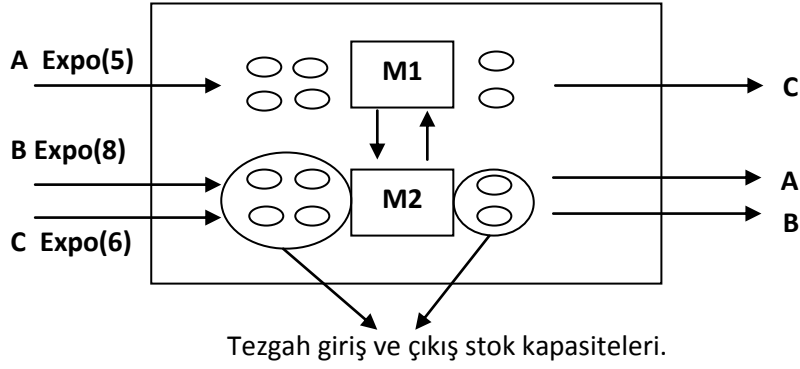 A Expo(5)
M1
C
B Expo(8)
M2
A
B
C Expo(6)
Tezgah giriş ve çıkış stok kapasiteleri.